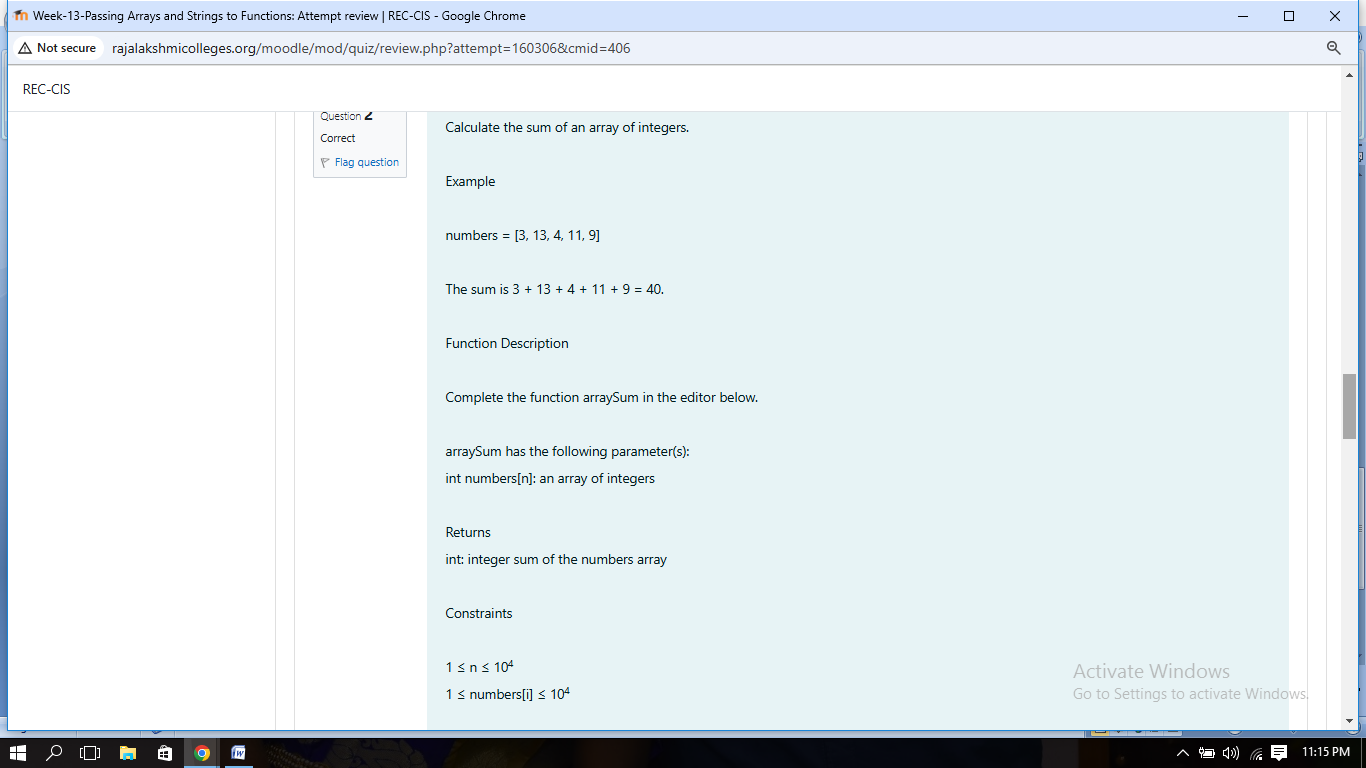 Week-13-Passing Arrays and Strings to Functions: Attempt review | REC-CIS - Google Chrome
Not secure rajalakshmicolleges.org/moodle/mod/quiz/review.php?attempt=160306&cmid=406
REC-CIS
Question 2
Correct
Flag question
Calculate the sum of an array of integers.
Example
numbers = [3, 13, 4, 11, 9]
The sum is 3 + 13 + 4 + 11 + 9 = 40.
Function Description
Complete the function arraySum in the editor below.
arraySum has the following parameter(s):
int numbers[n]: an array of integers
Returns
int: integer sum of the numbers array
Constraints
1 ≤ n ≤ 10⁴
1 ≤ numbers[i] ≤ 10⁴
Activate Windows
Go to Settings to activate Windows.
11:15 PM